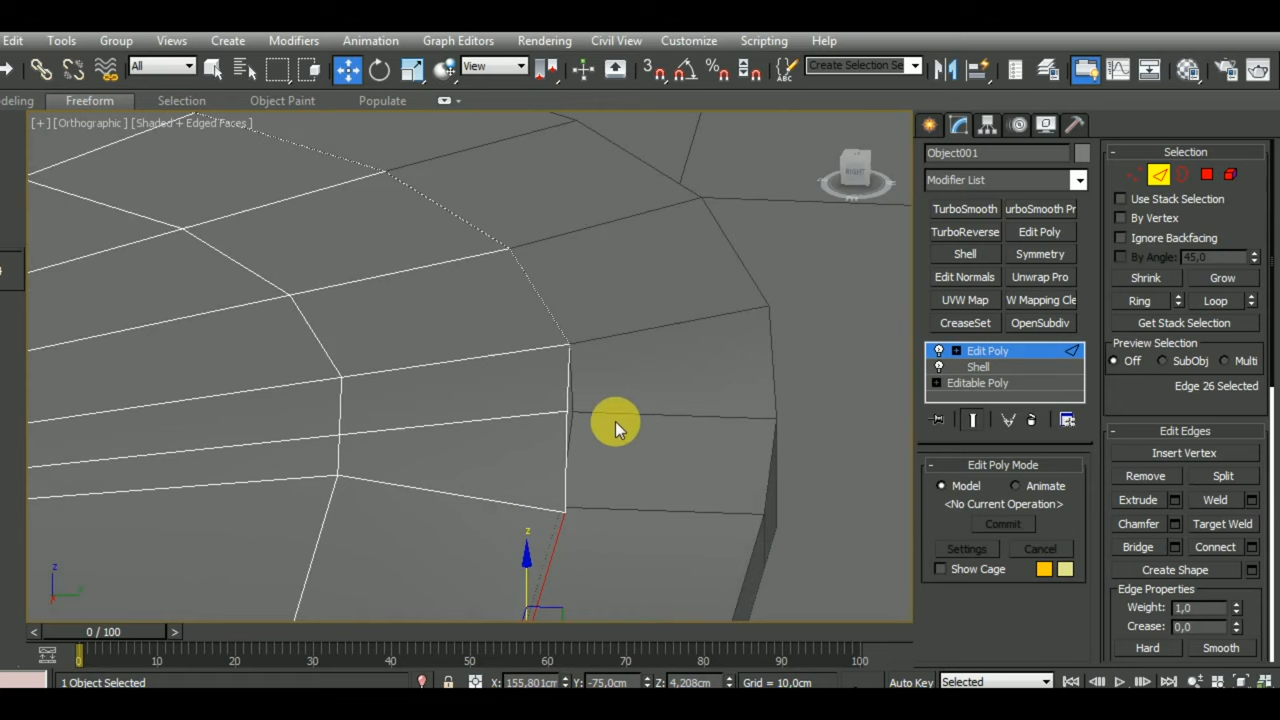 Edit Tools Group Views Create Modifiers Animation Graph Editors Rendering Civil View Customize Scripting Help
All View Create Selection Se
deling Freeform Selection Object Paint Populate
[+] [Orthographic] [Shaded + Edged Faces]
RIGHT
Object001
Modifier List
TurboSmooth urboSmooth Pr
TurboReverse Edit Poly
Shell Symmetry
Edit Normals Unwrap Pro
UVW Map W Mapping Cle
CreaseSet OpenSubdiv
Edit Poly
Shell
Editable Poly
- Edit Poly Mode
Model Animate
<No Current Operation>
Commit
Settings Cancel
Show Cage
- Selection
Use Stack Selection
By Vertex
Ignore Backfacing
By Angle: 45,0
Shrink Grow
Ring Loop
Get Stack Selection
Preview Selection
Off SubObj Multi
Edge 26 Selected
- Edit Edges
Insert Vertex
Remove Split
Extrude Weld
Chamfer Target Weld
Bridge Connect
Create Shape
Edge Properties
Weight: 1,0
Crease: 0,0
Hard Smooth
z
z
< 0 / 100 >
0 10 20 30 40 50 60 70 80 90 100
1 Object Selected X: 155,801cm Y: -75,0cm Z: 4,208cm Grid = 10,0cm Auto Key Selected